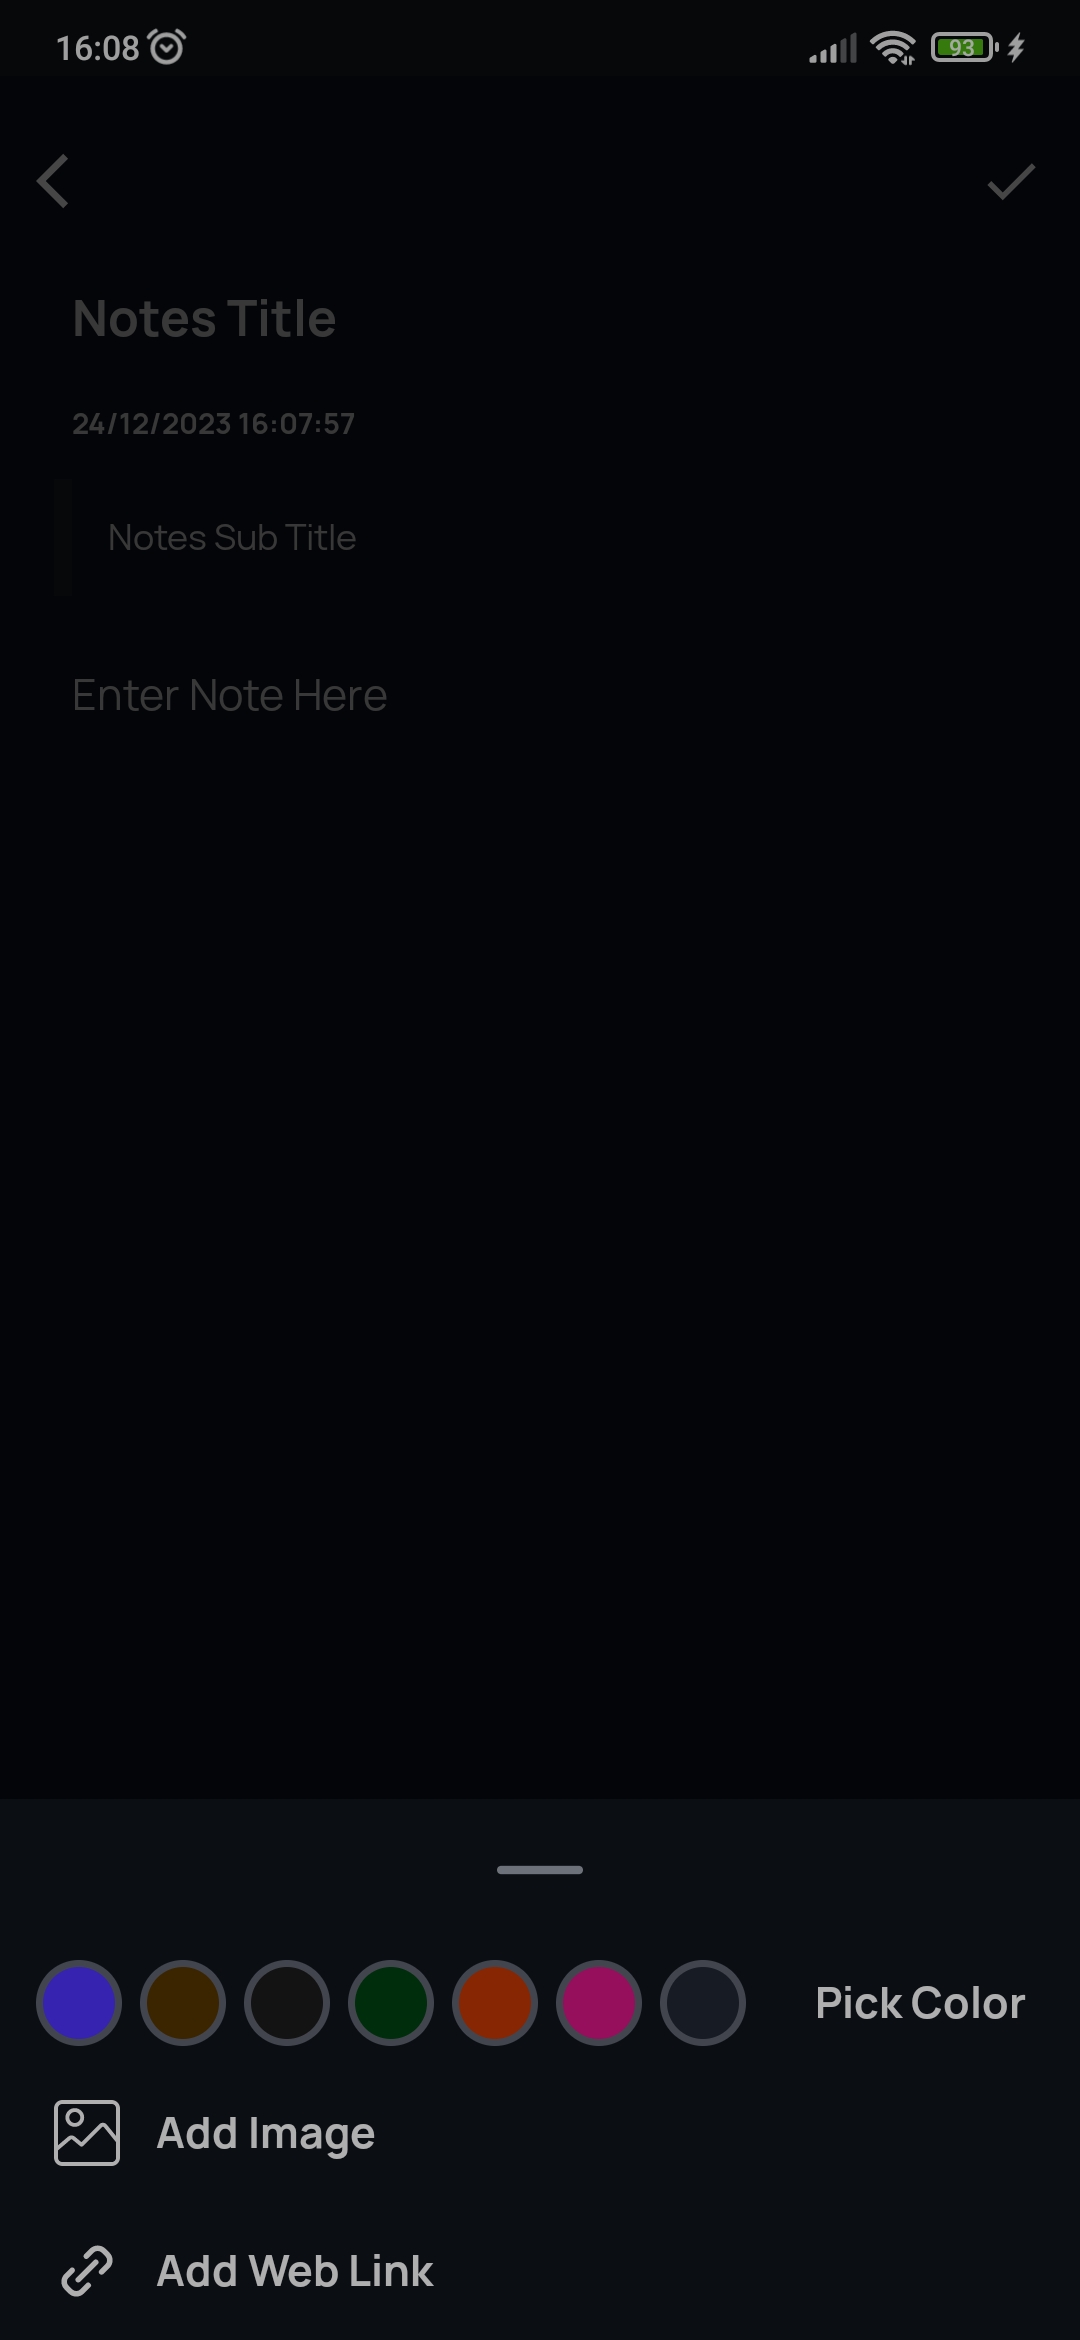 16:08
93
Notes Title
24/12/2023 16:07:57
Notes Sub Title
Enter Note Here
Pick Color
Add Image
Add Web Link